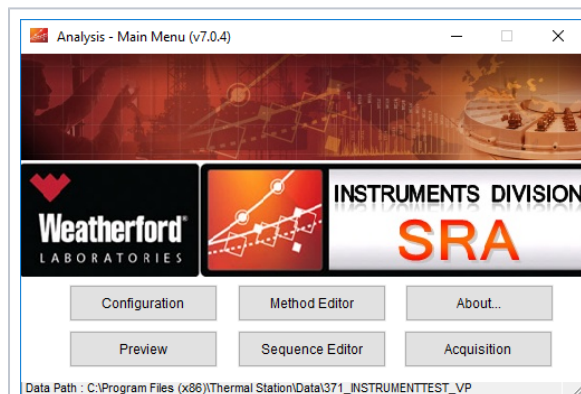 Analysis - Main Menu (v7.0.4)
Weatherford®
LABORATORIES
INSTRUMENTS DIVISION
SRA
Configuration
Method Editor
About...
Preview
Sequence Editor
Acquisition
Data Path : C:\Program Files (x86)\Thermal Station\Data\371_INSTRUMENTTEST_VP